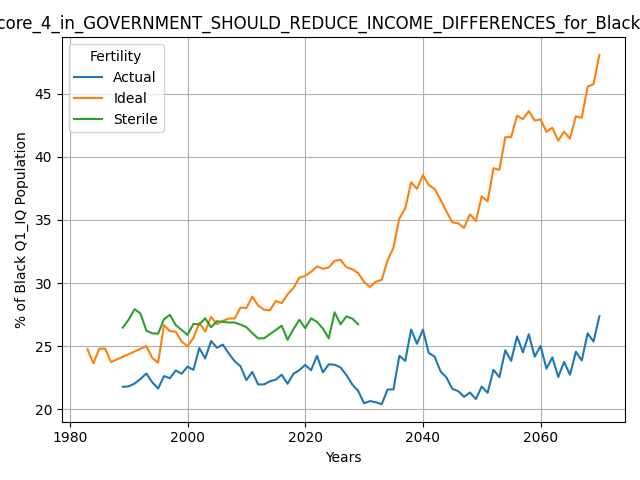 core_4_in_GOVERNMENT_SHOULD_REDUCE_INCOME_DIFFERENCES_for_Black
Fertility
Actual
Ideal
Sterile
% of Black Q1_IQ Population
45
40
35
30
25
20
1980
2000
2020
2040
2060
Years